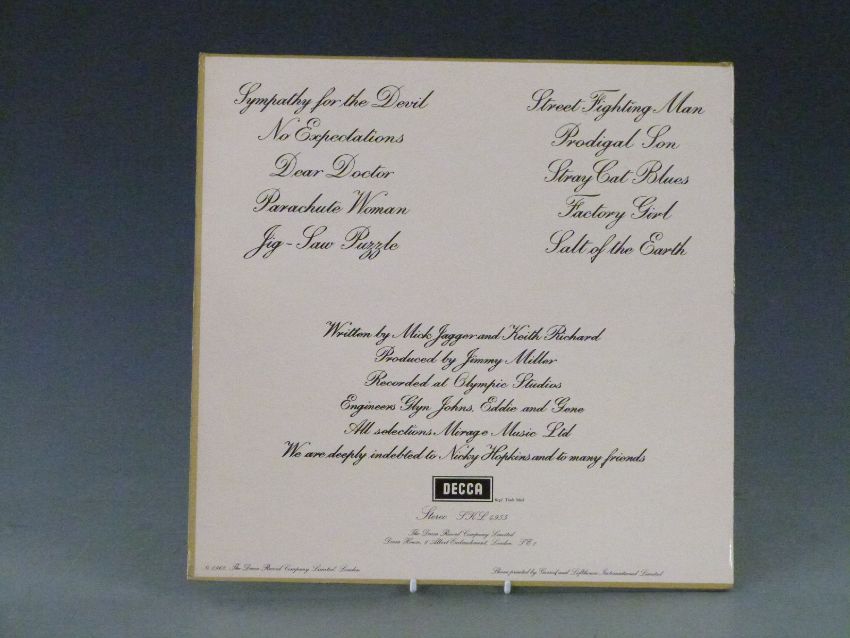 Sympathy for the Devil
No Expectations
Dear Doctor
Parachute Woman
Jig-Saw Puzzle
Street Fighting Man
Prodigal Son
Stray Cat Blues
Factory Girl
Salt of the Earth
Written by Mick Jagger and Keith Richard
Produced by Jimmy Miller
Recorded at Olympic Studios
Engineers Glyn Johns, Eddie and Gene
All selections Mirage Music Ltd
We are deeply indebted to Nicky Hopkins and to many friends
DECCA
Stereo SKL 4955
The Decca Record Company Limited
Decca House, 9 Albert Embankment, London. SE1
The Decca Record Company Limited, London
Sleeve printed by Garrod and Lofthouse International Limited